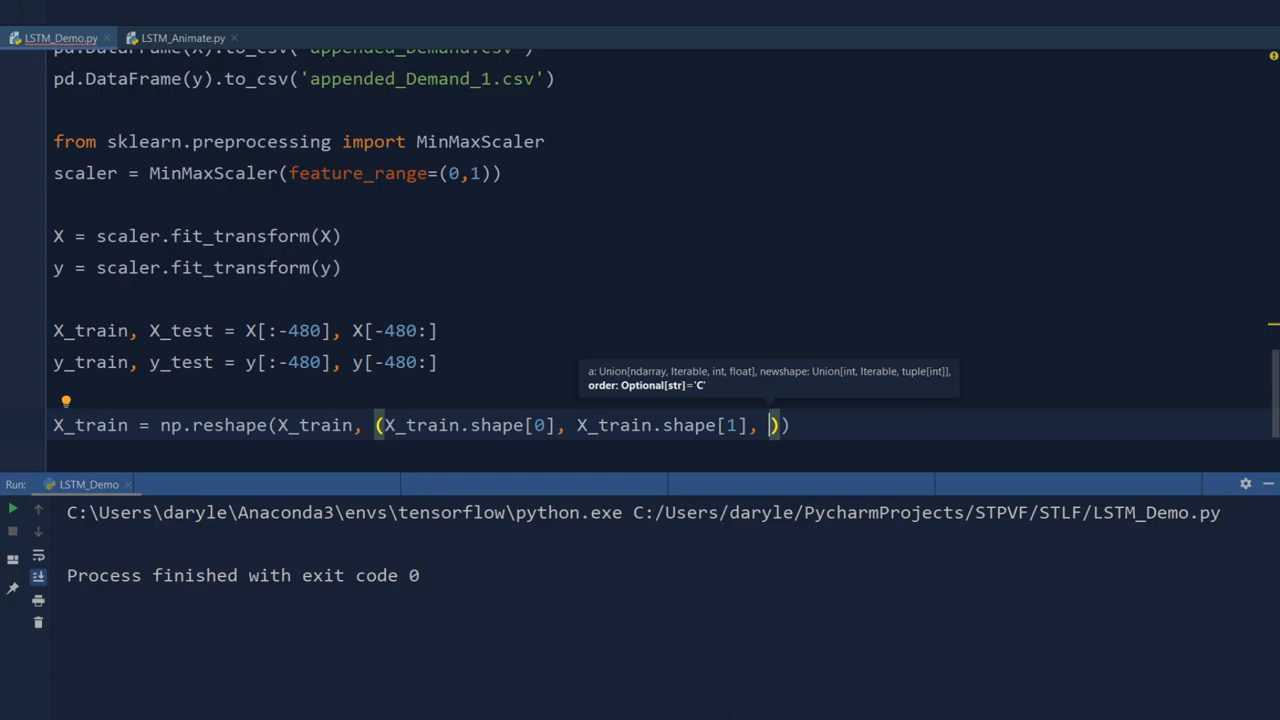 LSTM_Demo.py LSTM_Animate.py
pd.DataFrame(X).to_csv('appended_Demand.csv')
pd.DataFrame(y).to_csv('appended_Demand_1.csv')
from sklearn.preprocessing import MinMaxScaler
scaler = MinMaxScaler(feature_range=(0,1))
X = scaler.fit_transform(X)
y = scaler.fit_transform(y)
X_train, X_test = X[:-480], X[-480:]
y_train, y_test = y[:-480], y[-480:]
a: Union[ndarray, Iterable, int, float], newshape: Union[int, Iterable, tuple[int]],
order: Optional[str]='C'
X_train = np.reshape(X_train, (X_train.shape[0], X_train.shape[1], ))
Run: LSTM_Demo
C:\Users\daryle\Anaconda3\envs\tensorflow\python.exe C:/Users/daryle/PycharmProjects/STPVF/STLF/LSTM_Demo.py
Process finished with exit code 0